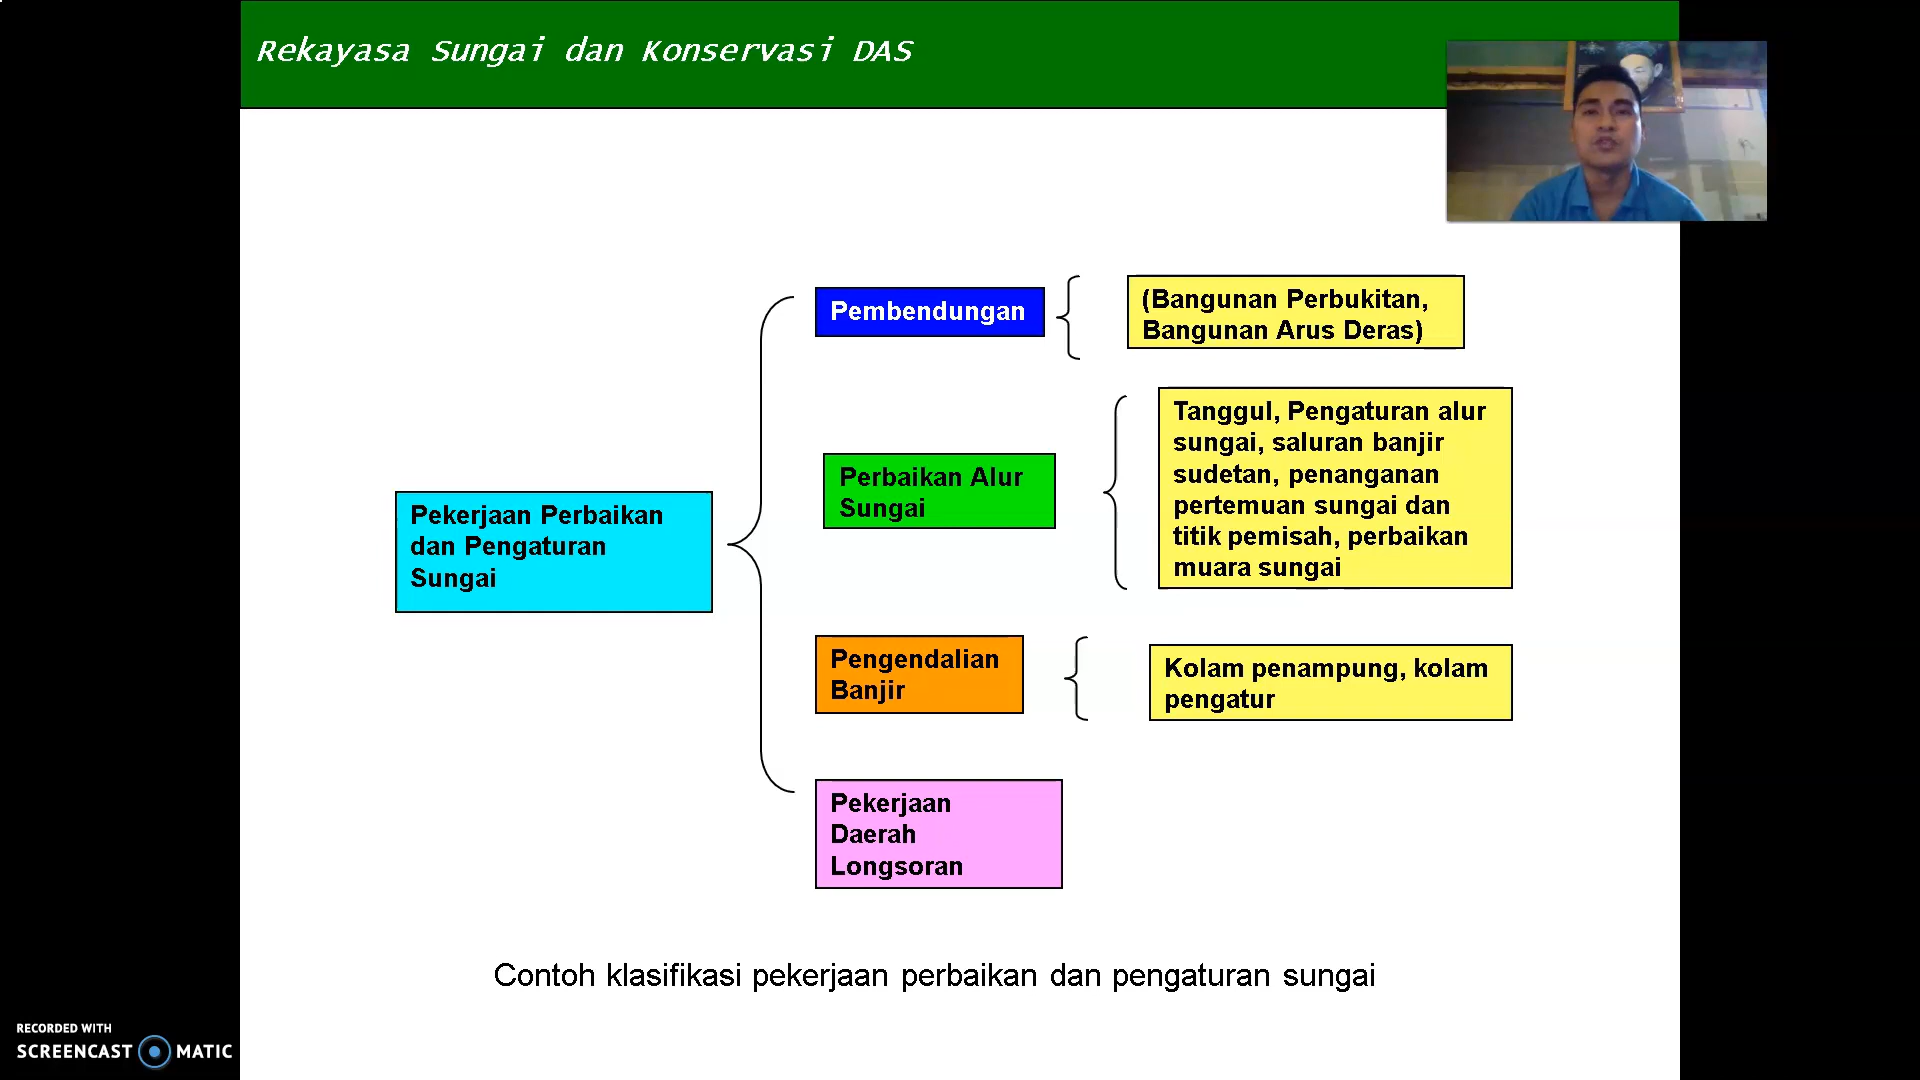 Rekayasa Sungai dan Konservasi DAS
Pekerjaan Perbaikan
dan Pengaturan
Sungai
Pembendungan
(Bangunan Perbukitan,
Bangunan Arus Deras)
Perbaikan Alur
Sungai
Tanggul, Pengaturan alur
sungai, saluran banjir
sudetan, penanganan
pertemuan sungai dan
titik pemisah, perbaikan
muara sungai
Pengendalian
Banjir
Kolam penampung, kolam
pengatur
Pekerjaan
Daerah
Longsoran
Contoh klasifikasi pekerjaan perbaikan dan pengaturan sungai
RECORDED WITH
SCREENCAST MATIC